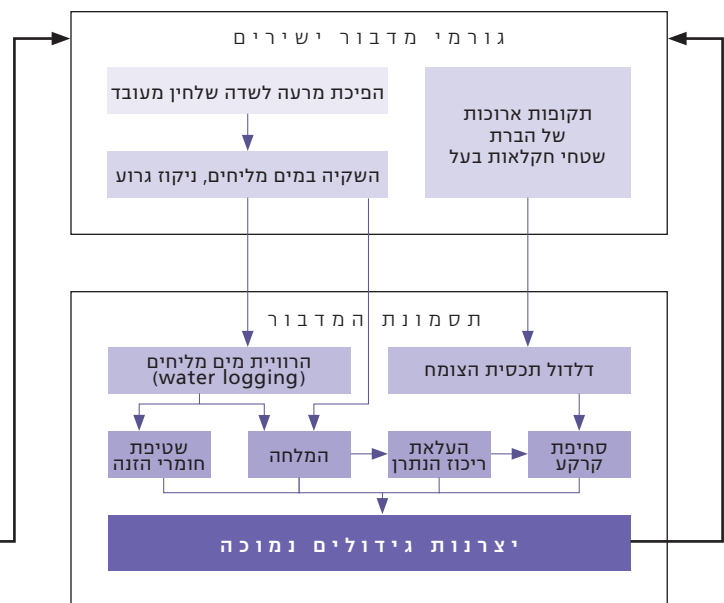 גורמי מדבור ישירים
תקופות ארוכות
של הברת
שטחי חקלאות בעל
הפיכת מרעה לשדה שלחין מעובד
השקיה במים מליחים, ניקוז גרוע
תסמונת המדבור
דלדול תכסית הצומח
הרוויית מים מליחים
(water logging)
סחיפת
קרקע
העלאת
ריכוז הנתרן
המלחה
שטיפת
חומרי הזנה
יצרנות גידולים נמוכה